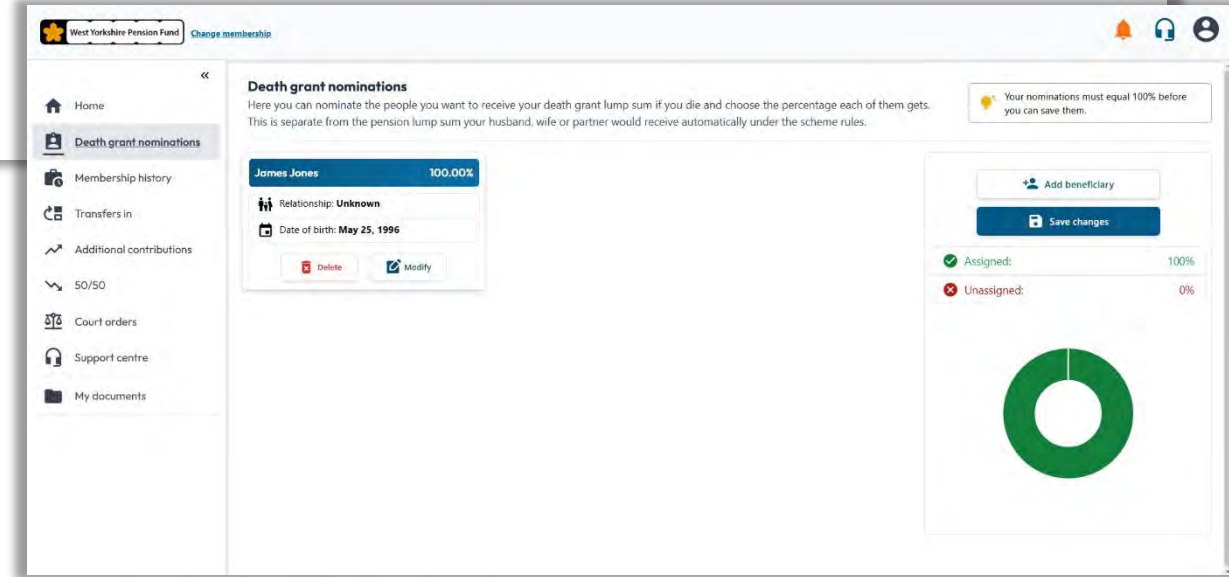 West Yorkshire Pension Fund
Change membership
«
Home
Death grant nominations
Membership history
Transfers in
Additional contributions
50/50
Court orders
Support centre
My documents
Death grant nominations
Here you can nominate the people you want to receive your death grant lump sum if you die and choose the percentage each of them gets.
This is separate from the pension lump sum your husband, wife or partner would receive automatically under the scheme rules.
Your nominations must equal 100% before
you can save them.
James Jones 100.00%
Relationship: Unknown
Date of birth: May 25, 1996
Delete Modify
Add beneficiary
Save changes
Assigned: 100%
Unassigned: 0%